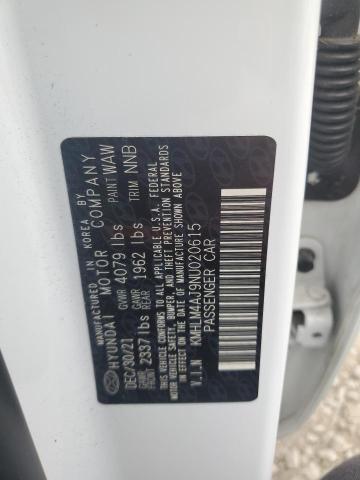 MANUFACTURED IN KOREA BY
HYUNDAI MOTOR COMPANY
DEC/30/21 GVWR 4079 lbs PAINT WAW
GAWR FRONT 2337 lbs GAWR REAR 1962 lbs TRIM NNB
THIS VEHICLE CONFORMS TO ALL APPLICABLE U.S.A. FEDERAL
MOTOR VEHICLE SAFETY, BUMPER, AND THEFT PREVENTION STANDARDS
IN EFFECT ON THE DATE OF MANUFACTURE SHOWN ABOVE.
V.I.N KMHLM4AJ9NU020615
PASSENGER CAR